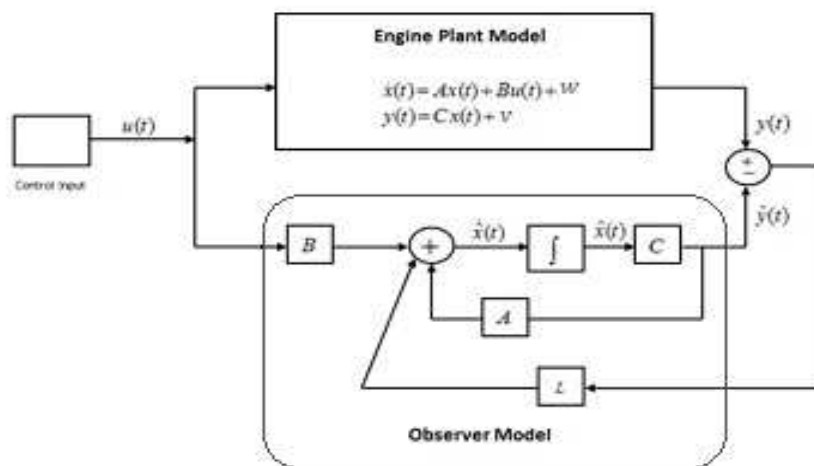 Engine Plant Model
ẋ(t)= Ax(t)+Bu(t)+w
y(t)=Cx(t)+v
u(t)
Control Input
y(t)
+
−
ŷ(t)
B
+
x̂̇(t)
∫
x̂(t)
C
A
L
Observer Model